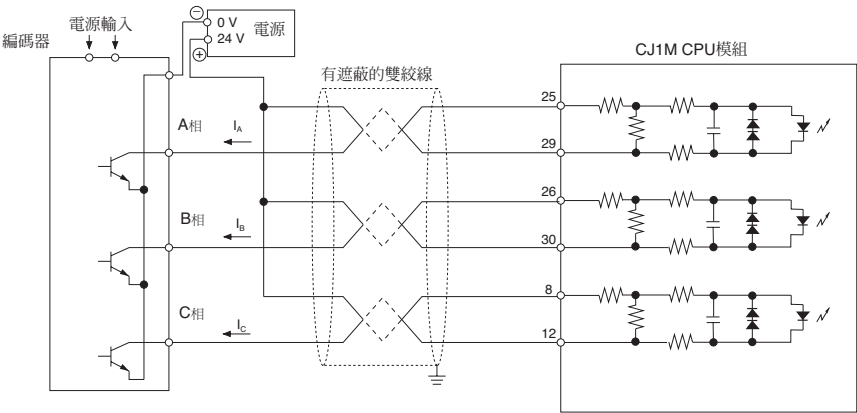 電源輸入
編碼器
0 V
24 V
電源
CJ1M CPU模組
有遮蔽的雙絞線
25
A相
IA
29
26
B相
IB
30
8
C相
IC
12